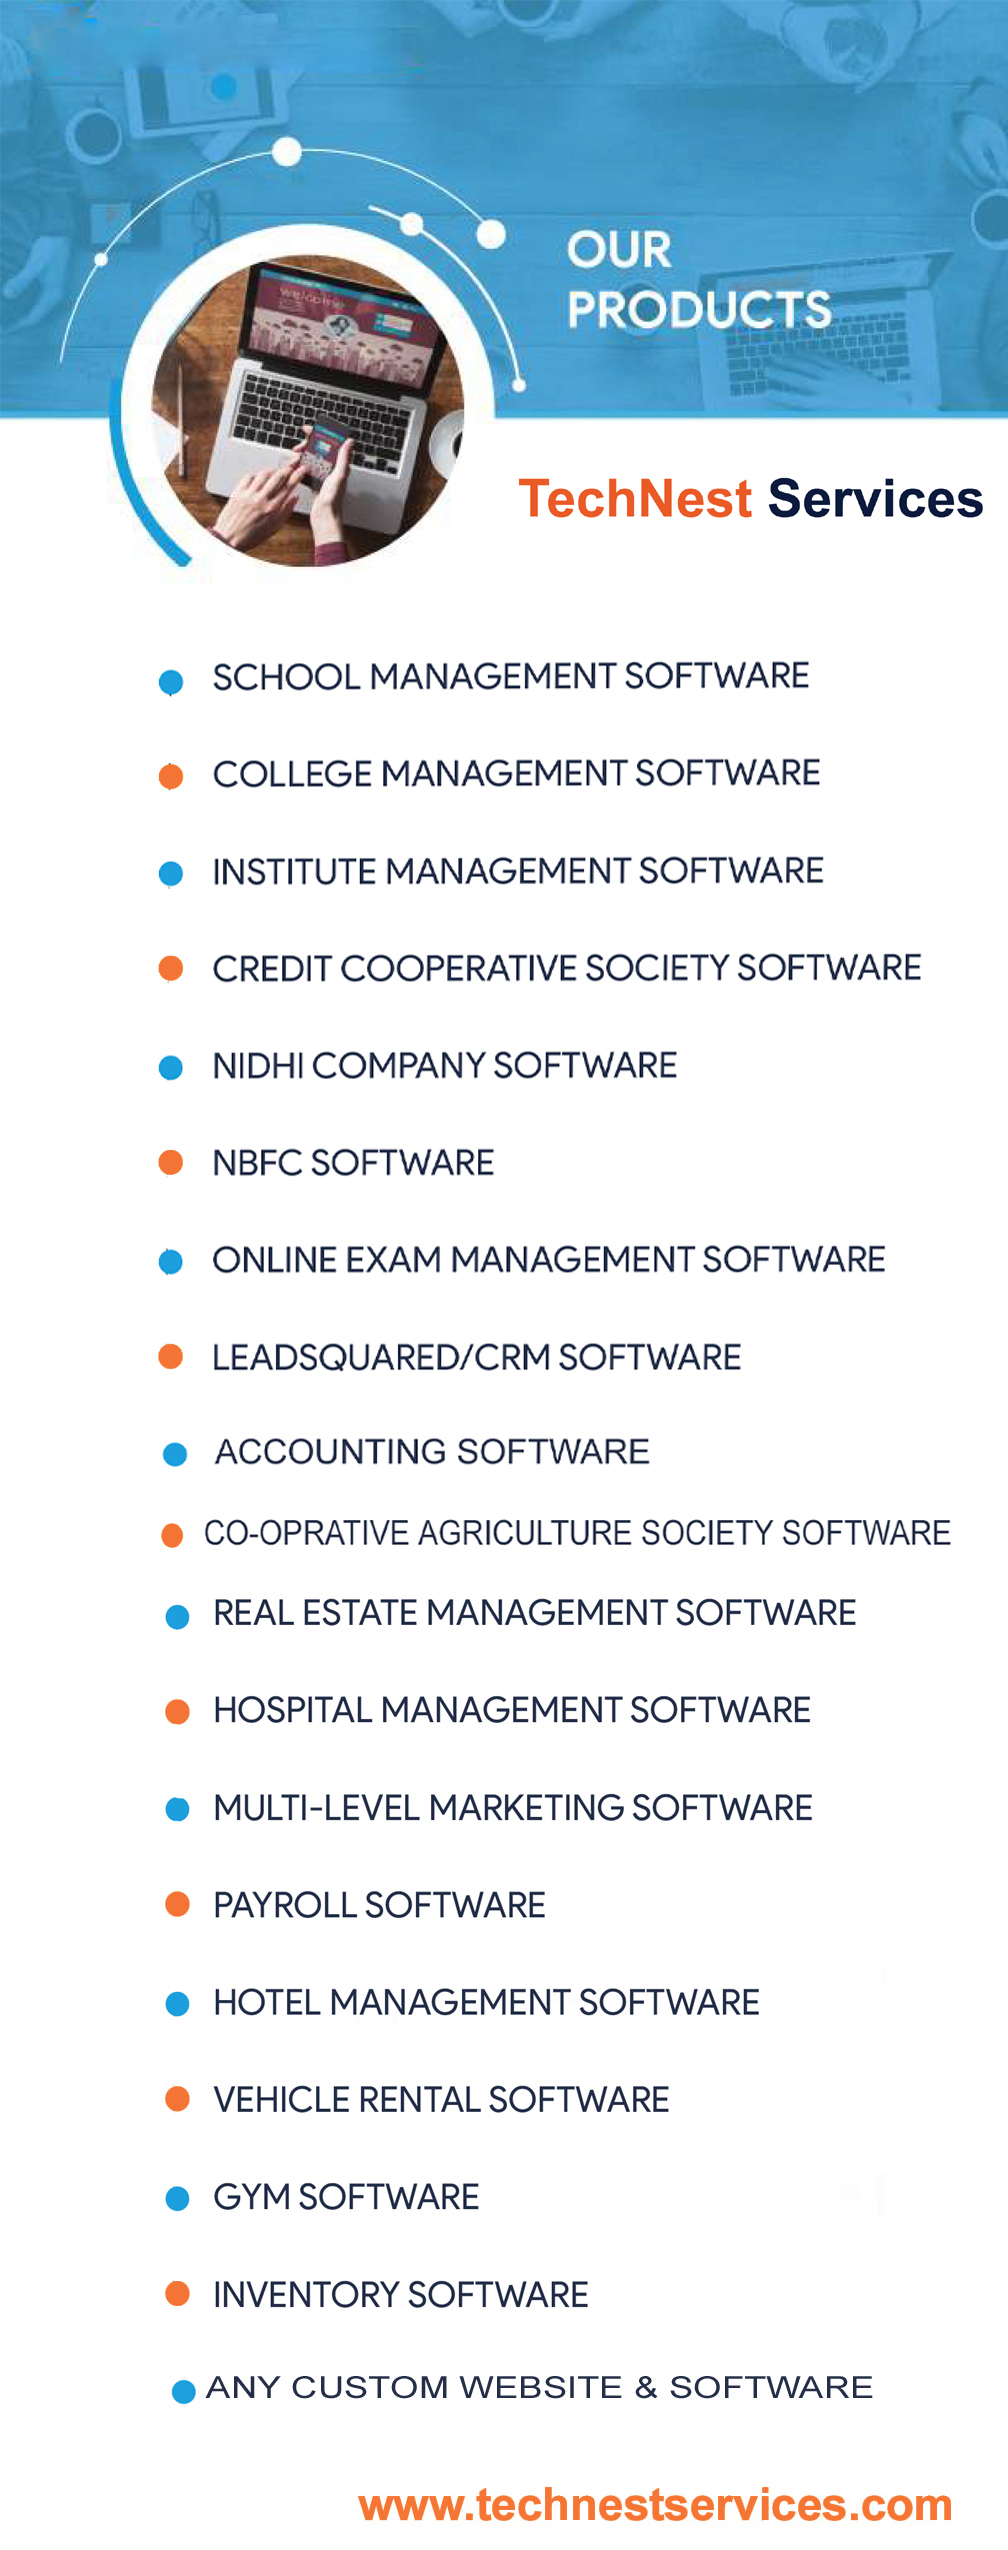 OUR
PRODUCTS
welcome
TechNest Services
SCHOOL MANAGEMENT SOFTWARE
COLLEGE MANAGEMENT SOFTWARE
INSTITUTE MANAGEMENT SOFTWARE
CREDIT COOPERATIVE SOCIETY SOFTWARE
NIDHI COMPANY SOFTWARE
NBFC SOFTWARE
ONLINE EXAM MANAGEMENT SOFTWARE
LEADSQUARED/CRM SOFTWARE
ACCOUNTING SOFTWARE
CO-OPRATIVE AGRICULTURE SOCIETY SOFTWARE
REAL ESTATE MANAGEMENT SOFTWARE
HOSPITAL MANAGEMENT SOFTWARE
MULTI-LEVEL MARKETING SOFTWARE
PAYROLL SOFTWARE
HOTEL MANAGEMENT SOFTWARE
VEHICLE RENTAL SOFTWARE
GYM SOFTWARE
INVENTORY SOFTWARE
ANY CUSTOM WEBSITE & SOFTWARE
www.technestservices.com